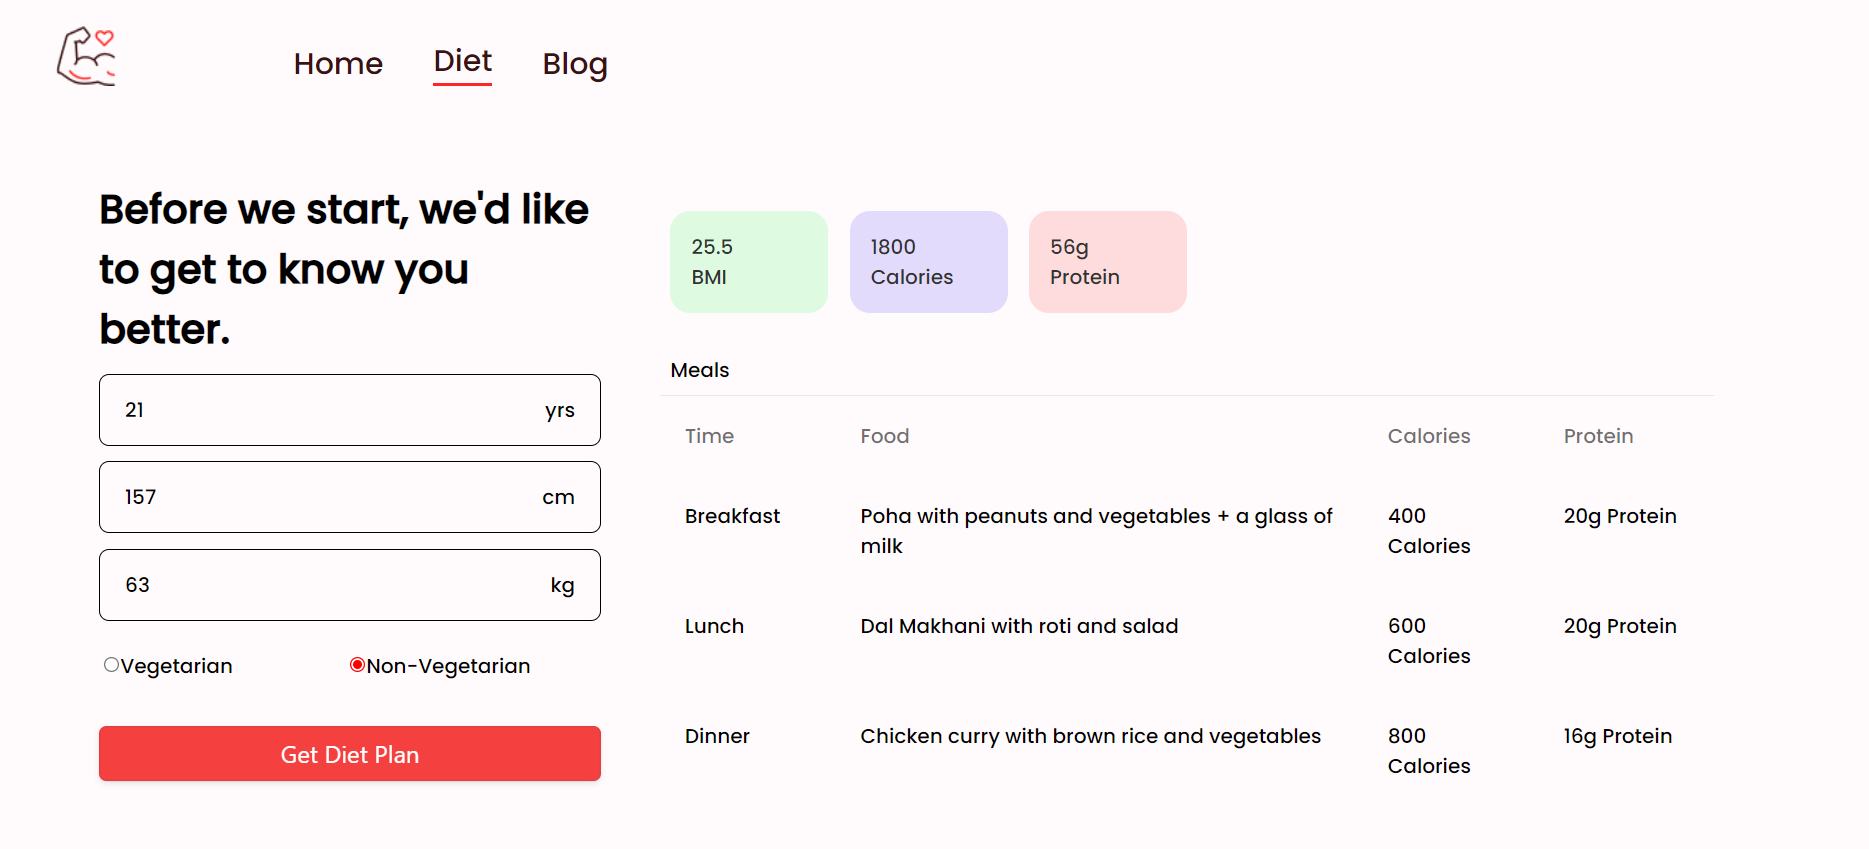 Home Diet Blog
Before we start, we'd like
to get to know you
better.
21 yrs
157 cm
63 kg
Vegetarian Non-Vegetarian
Get Diet Plan
25.5
BMI
1800
Calories
56g
Protein
Meals
Time Food Calories Protein
Breakfast Poha with peanuts and vegetables + a glass of 400 20g Protein
milk Calories
Lunch Dal Makhani with roti and salad 600 20g Protein
Calories
Dinner Chicken curry with brown rice and vegetables 800 16g Protein
Calories